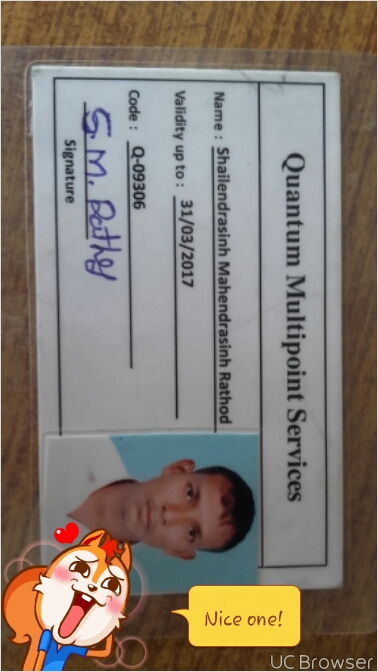 Quantum Multipoint Services
Name : Shailendrasinh Mahendrasinh Rathod
Validity up to : 31/03/2017
Code : Q-09306
S. M. Rathod
Signature
Nice one!
UC Browser